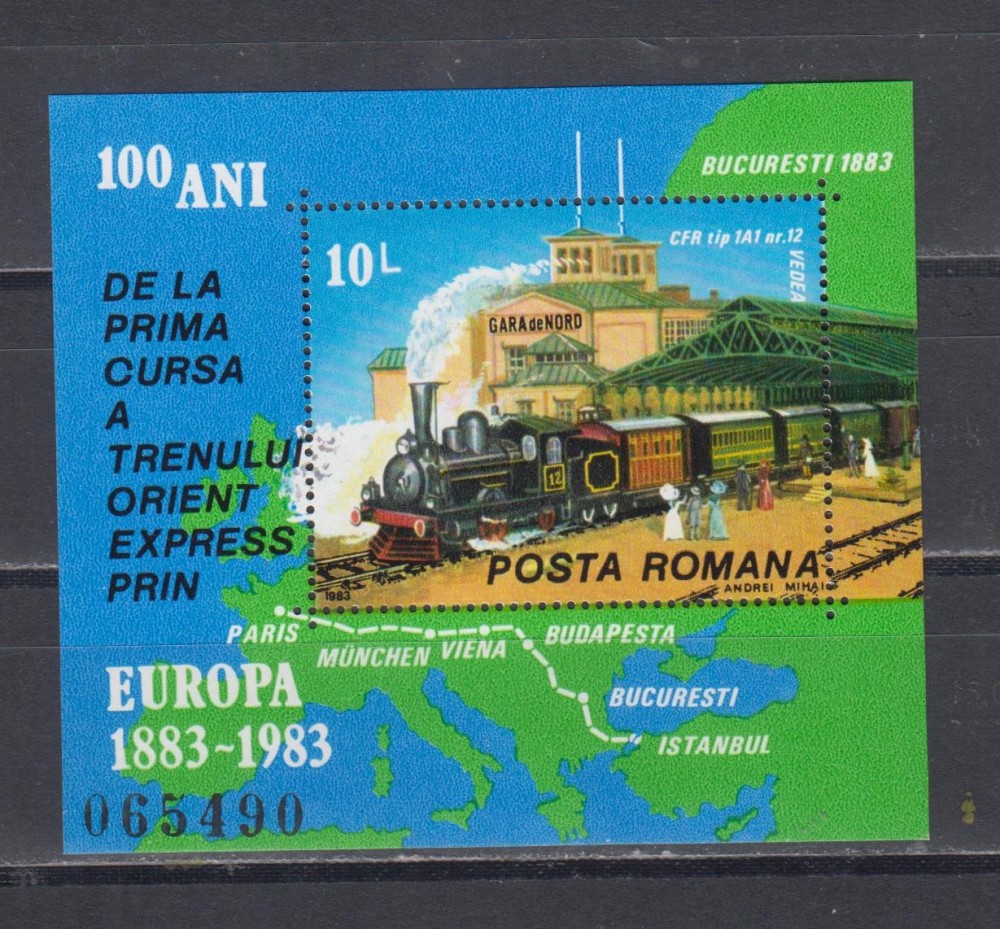 100 ANI
BUCURESTI 1883
CFR tip 1A1 nr.12
VEDEA
10L
DE LA
PRIMA
CURSA
A
TRENULUI
ORIENT
EXPRESS
PRIN
GARA de NORD
12
POSTA ROMANA
1983
ANDREI MIHAI
PARIS
MÜNCHEN
VIENA
BUDAPESTA
BUCURESTI
ISTANBUL
EUROPA
1883~1983
065490